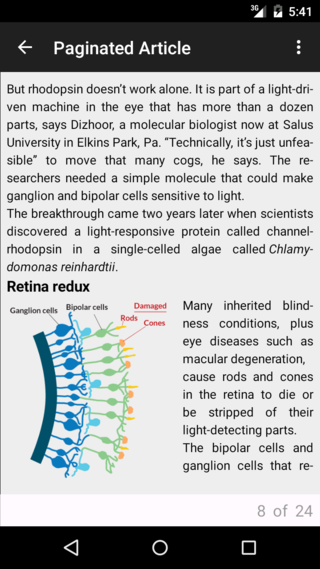 3G 5:41
Paginated Article
But rhodopsin doesn’t work alone. It is part of a light-dri-
ven machine in the eye that has more than a dozen
parts, says Dizhoor, a molecular biologist now at Salus
University in Elkins Park, Pa. “Technically, it’s just unfea-
sible” to move that many cogs, he says. The re-
searchers needed a simple molecule that could make
ganglion and bipolar cells sensitive to light.
The breakthrough came two years later when scientists
discovered a light-responsive protein called channel-
rhodopsin in a single-celled algae called Chlamy-
domonas reinhardtii.
Retina redux
Ganglion cells
Bipolar cells
Damaged
Rods
Cones
Many inherited blind-
ness conditions, plus
eye diseases such as
macular degeneration,
cause rods and cones
in the retina to die or
be stripped of their
light-detecting parts.
The bipolar cells and
ganglion cells that re-
8 of 24